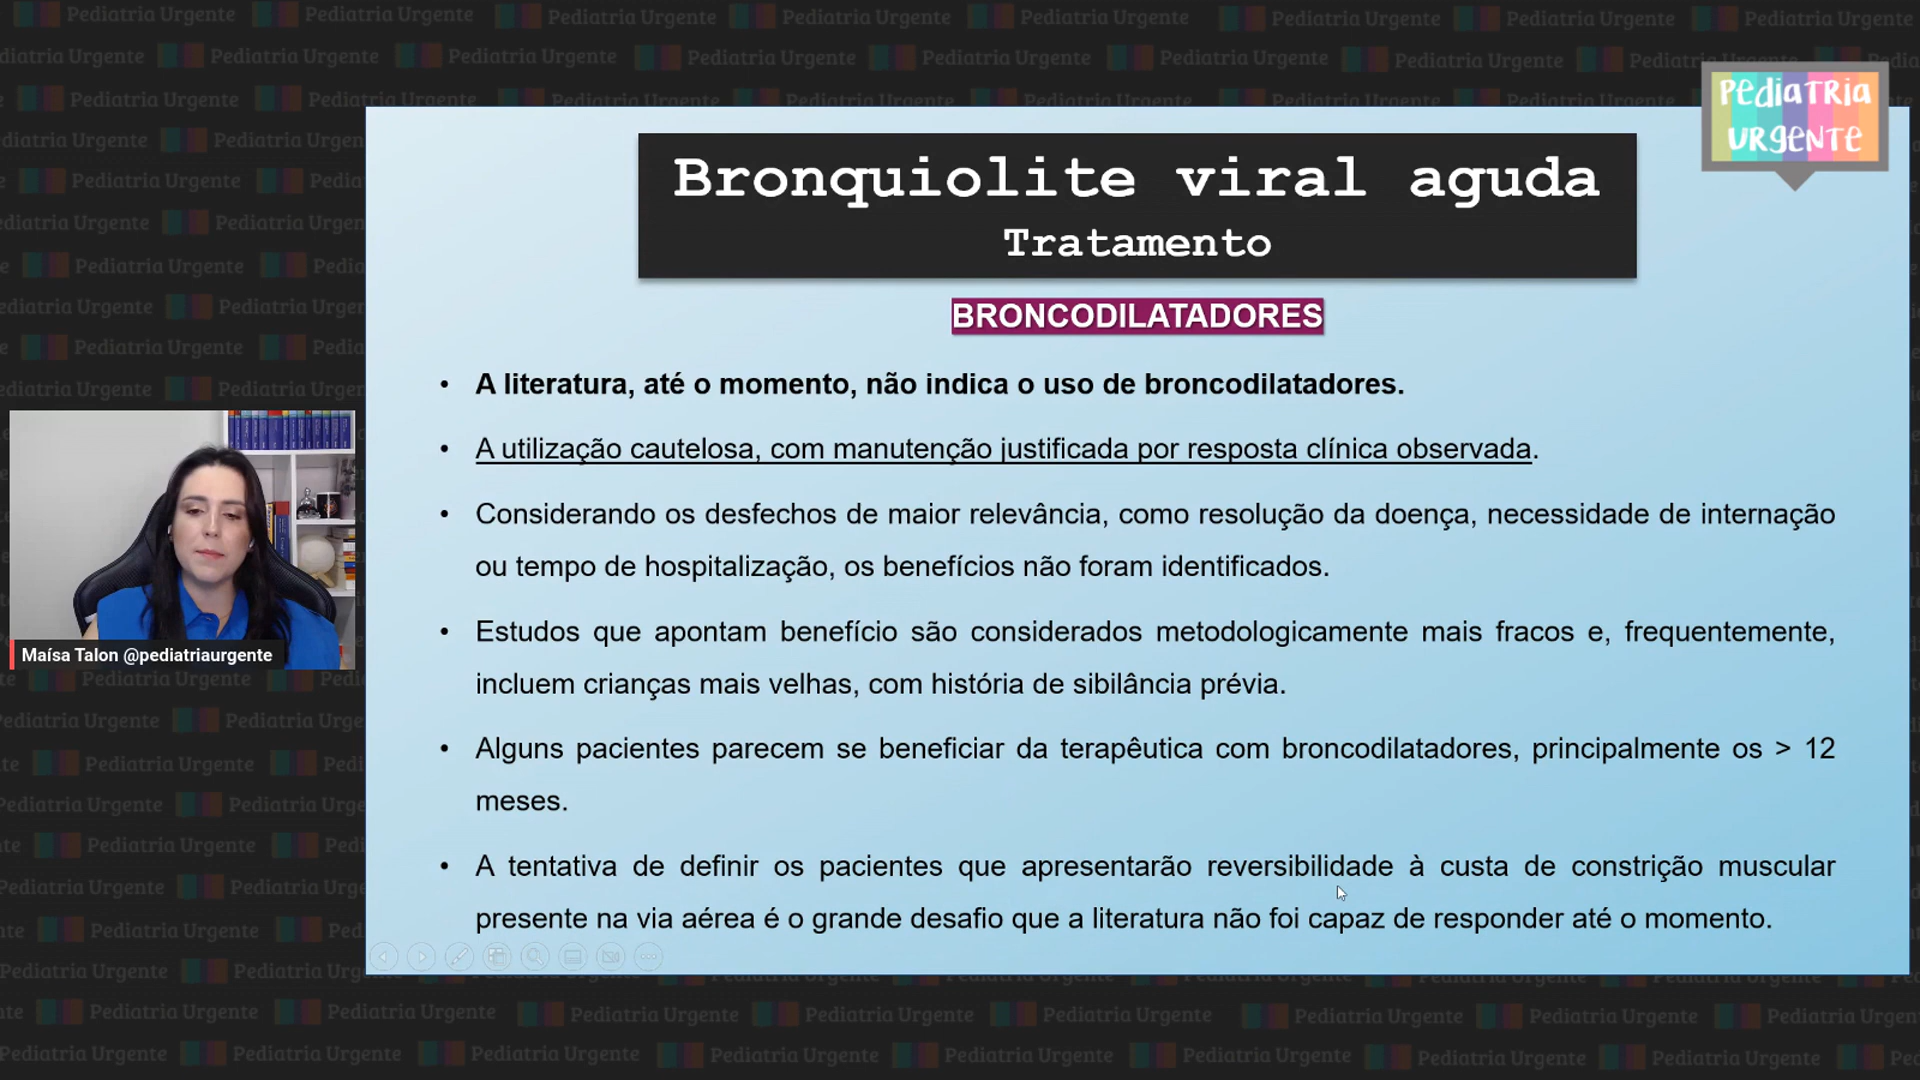 PEDIATRIA
URGENTE
Bronquiolite viral aguda
Tratamento
BRONCODILATADORES
• A literatura, até o momento, não indica o uso de broncodilatadores.
• A utilização cautelosa, com manutenção justificada por resposta clínica observada.
• Considerando os desfechos de maior relevância, como resolução da doença, necessidade de internação
ou tempo de hospitalização, os benefícios não foram identificados.
• Estudos que apontam benefício são considerados metodologicamente mais fracos e, frequentemente,
incluem crianças mais velhas, com história de sibilância prévia.
• Alguns pacientes parecem se beneficiar da terapêutica com broncodilatadores, principalmente os > 12
meses.
• A tentativa de definir os pacientes que apresentarão reversibilidade à custa de constrição muscular
presente na via aérea é o grande desafio que a literatura não foi capaz de responder até o momento.
Maísa Talon @pediatriaurgente
Pediatria Urgente